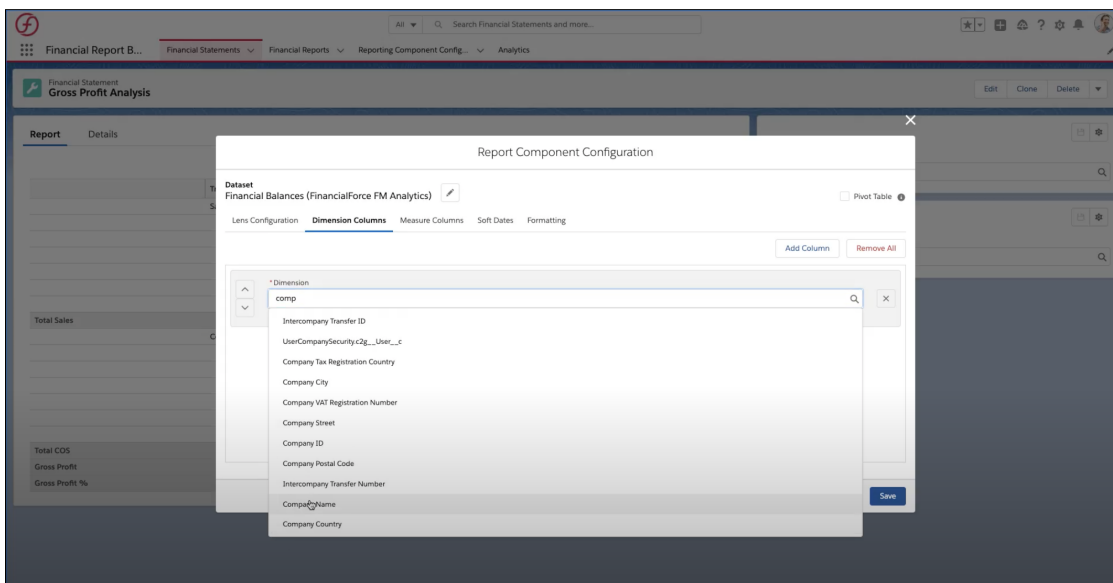 All Search Financial Statements and more...
Financial Report B... Financial Statements Financial Reports Reporting Component Config... Analytics
Financial Statement
Gross Profit Analysis
Edit Clone Delete
Report Details
Report Component Configuration
Dataset
Financial Balances (FinancialForce FM Analytics)
Pivot Table
Lens Configuration Dimension Columns Measure Columns Soft Dates Formatting
Add Column Remove All
* Dimension
comp
Intercompany Transfer ID
UserCompanySecurity.c2g__User__c
Company Tax Registration Country
Company City
Company VAT Registration Number
Company Street
Company ID
Company Postal Code
Intercompany Transfer Number
Company Name
Company Country
Save
Total Sales
Total COS
Gross Profit
Gross Profit %